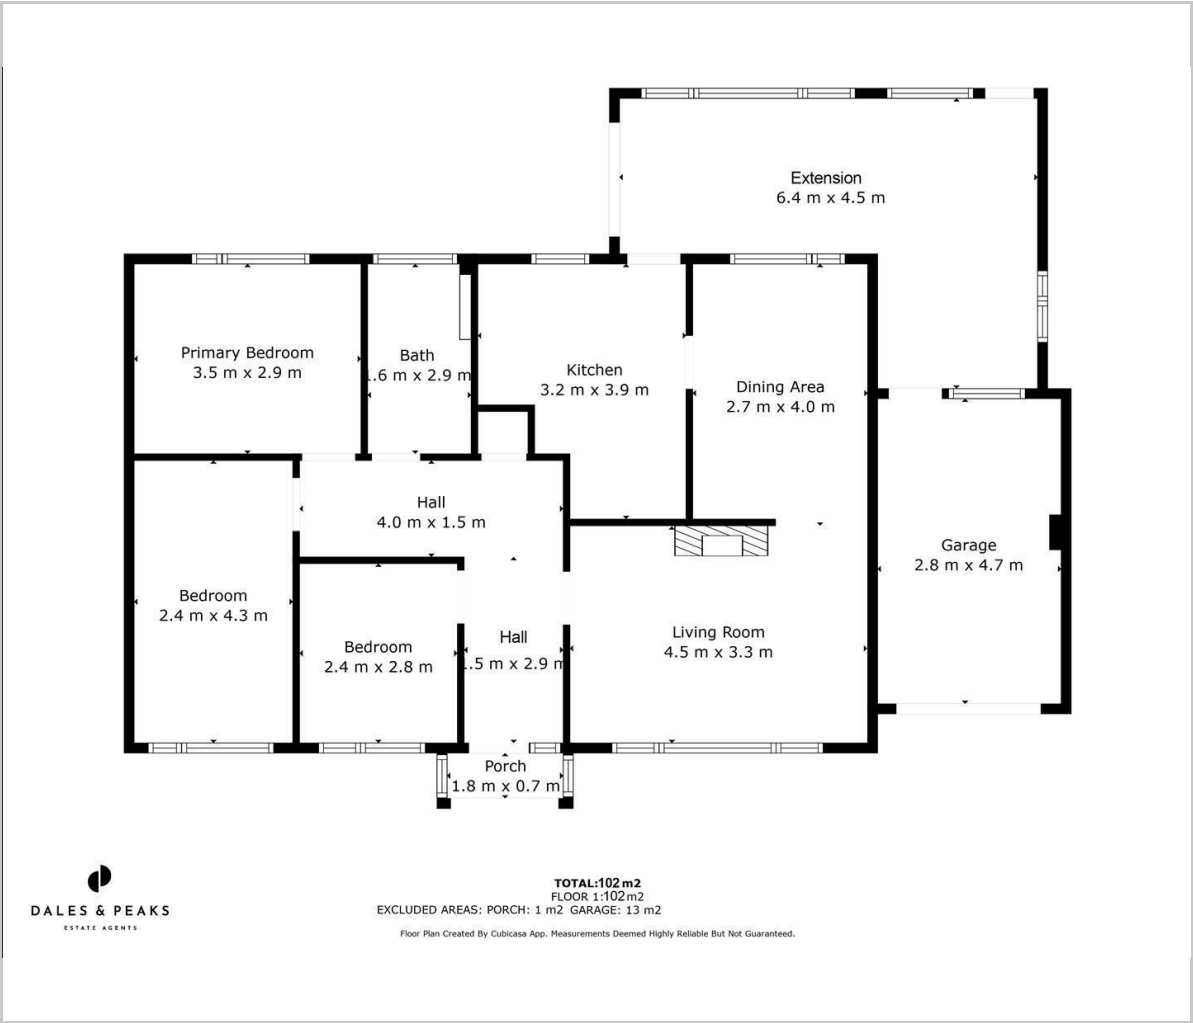 Extension
6.4 m x 4.5 m
Primary Bedroom
3.5 m x 2.9 m
Bath
1.6 m x 2.9 m
Kitchen
3.2 m x 3.9 m
Dining Area
2.7 m x 4.0 m
Hall
4.0 m x 1.5 m
Garage
2.8 m x 4.7 m
Bedroom
2.4 m x 4.3 m
Bedroom
2.4 m x 2.8 m
Hall
1.5 m x 2.9 m
Living Room
4.5 m x 3.3 m
Porch
1.8 m x 0.7 m
DALES & PEAKS
ESTATE AGENTS
TOTAL:102 m2
FLOOR 1:102 m2
EXCLUDED AREAS: PORCH: 1 m2 GARAGE: 13 m2
Floor Plan Created By Cubicasa App. Measurements Deemed Highly Reliable But Not Guaranteed.